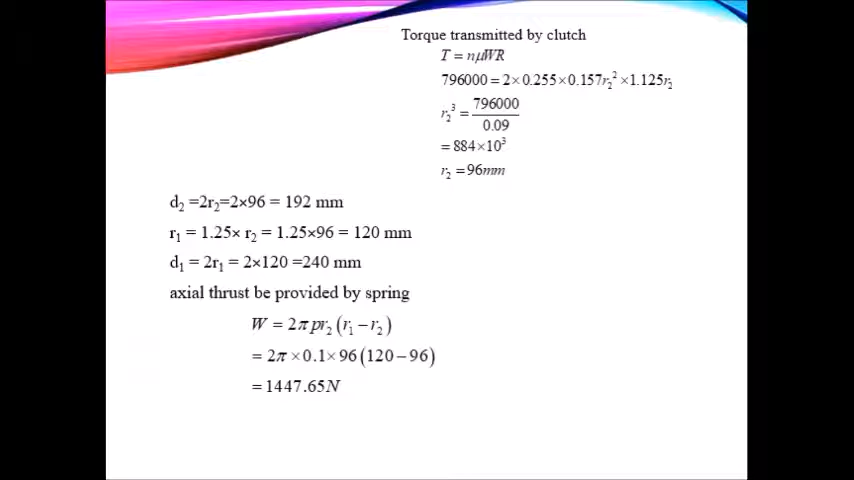 Torque transmitted by clutch
T = nμWR
796000 = 2×0.255×0.157r₂²×1.125r₂
r₂³ = 796000/0.09
= 884×10³
r₂ = 96mm
d₂ =2r₂=2×96 = 192 mm
r₁ = 1.25× r₂ = 1.25×96 = 120 mm
d₁ = 2r₁ = 2×120 =240 mm
axial thrust be provided by spring
W = 2π pr₂(r₁−r₂)
= 2π×0.1×96(120−96)
= 1447.65N